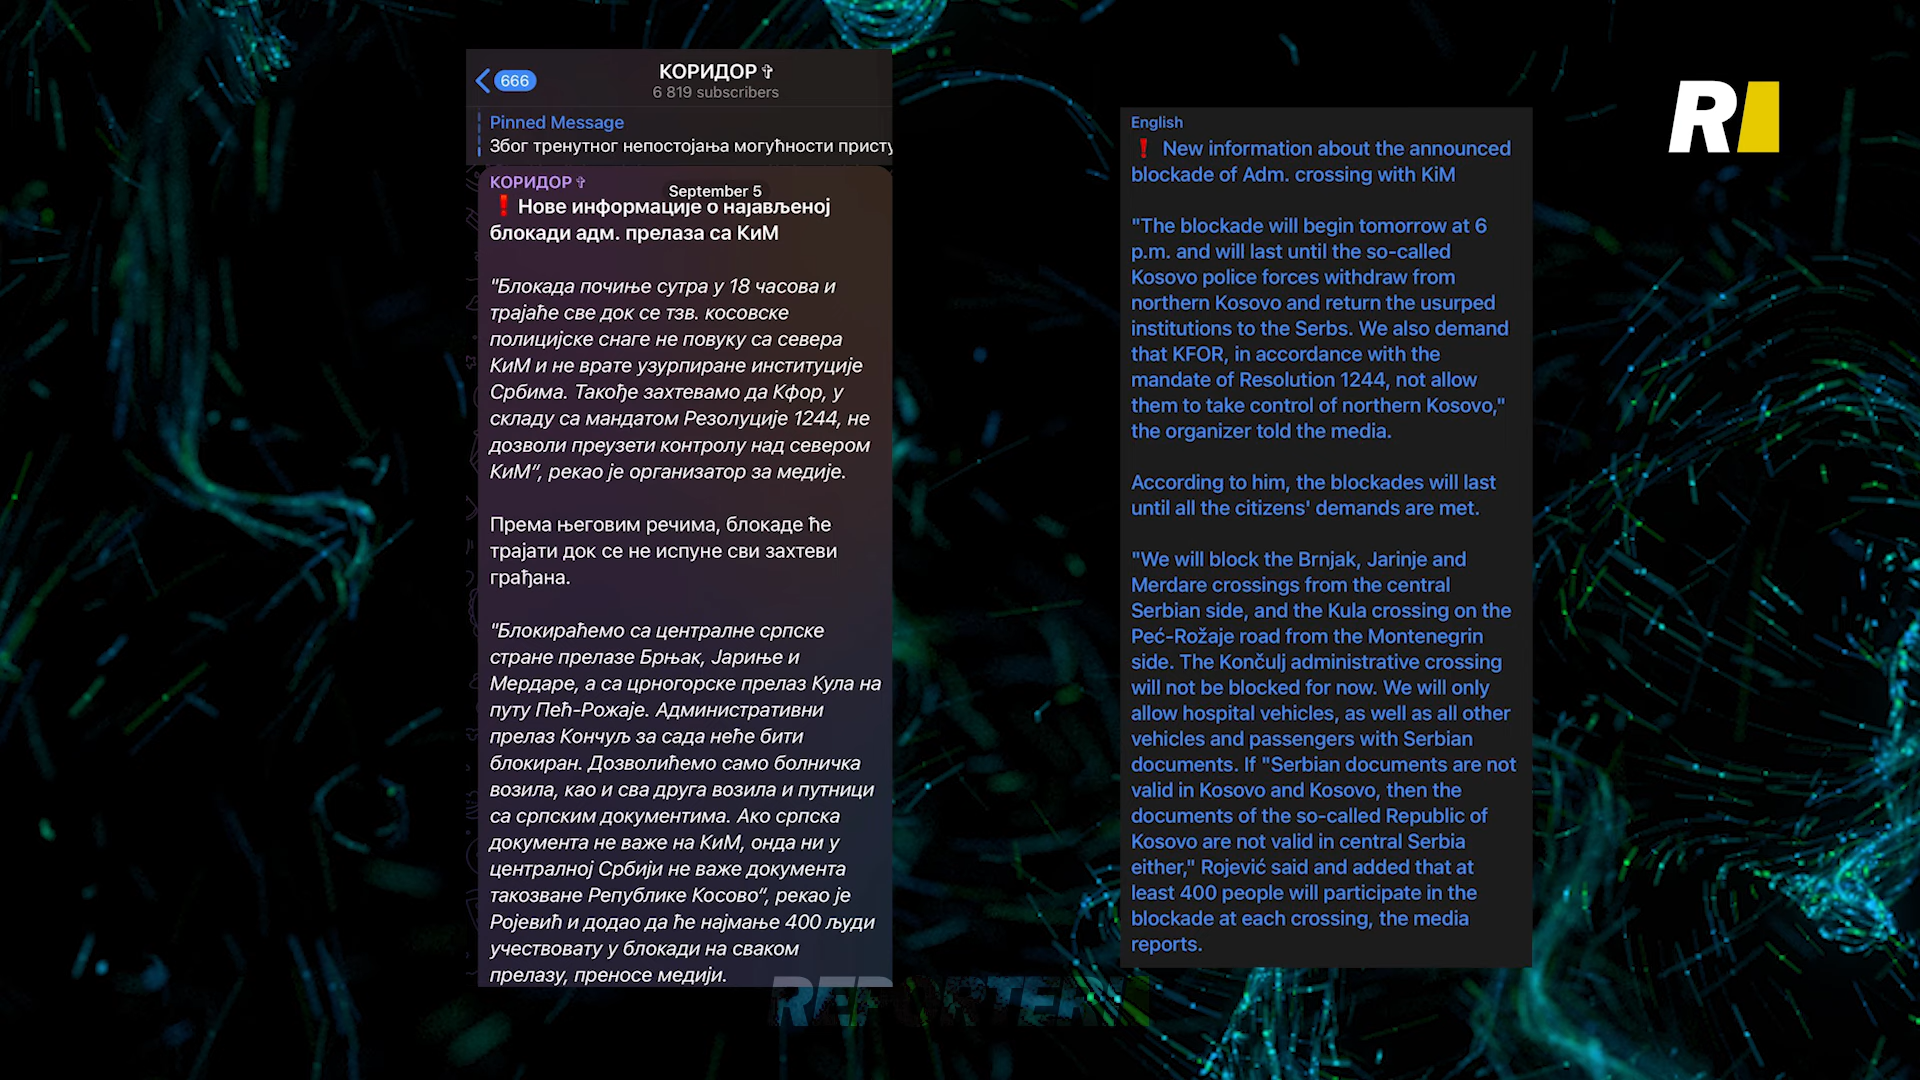 666
КОРИДОР ✞
6 819 subscribers
Pinned Message
Због тренутног непостојања могућности присту
КОРИДОР ✞
September 5
❗Нове информације о најављеној
блокади адм. прелаза са КиМ
"Блокада почиње сутра у 18 часова и
трајаће све док се тзв. косовске
полицијске снаге не повуку са севера
КиМ и не врате узурпиране институције
Србима. Такође захтевамо да Кфор, у
складу са мандатом Резолуције 1244, не
дозволи преузети контролу над севером
КиМ“, рекао је организатор за медије.
Према његовим речима, блокаде ће
трајати док се не испуне сви захтеви
грађана.
"Блокираћемо са централне српске
стране прелазе Брњак, Јариње и
Мердаре, а са црногорске прелаз Кула на
путу Пећ-Рожаје. Административни
прелаз Кончуљ за сада неће бити
блокиран. Дозволићемо само болничка
возила, као и сва друга возила и путници
са српским документима. Ако српска
документа не важе на КиМ, онда ни у
централној Србији не важе документа
такозване Републике Косово“, рекао је
Ројевић и додао да ће најмање 400 људи
учествовату у блокади на сваком
прелазу, преносе медији.
English
❗ New information about the announced
blockade of Adm. crossing with KiM
"The blockade will begin tomorrow at 6
p.m. and will last until the so-called
Kosovo police forces withdraw from
northern Kosovo and return the usurped
institutions to the Serbs. We also demand
that KFOR, in accordance with the
mandate of Resolution 1244, not allow
them to take control of northern Kosovo,"
the organizer told the media.
According to him, the blockades will last
until all the citizens' demands are met.
"We will block the Brnjak, Jarinje and
Merdare crossings from the central
Serbian side, and the Kula crossing on the
Peć-Rožaje road from the Montenegrin
side. The Končulj administrative crossing
will not be blocked for now. We will only
allow hospital vehicles, as well as all other
vehicles and passengers with Serbian
documents. If "Serbian documents are not
valid in Kosovo and Kosovo, then the
documents of the so-called Republic of
Kosovo are not valid in central Serbia
either," Rojević said and added that at
least 400 people will participate in the
blockade at each crossing, the media
reports.
R
REPORTERI